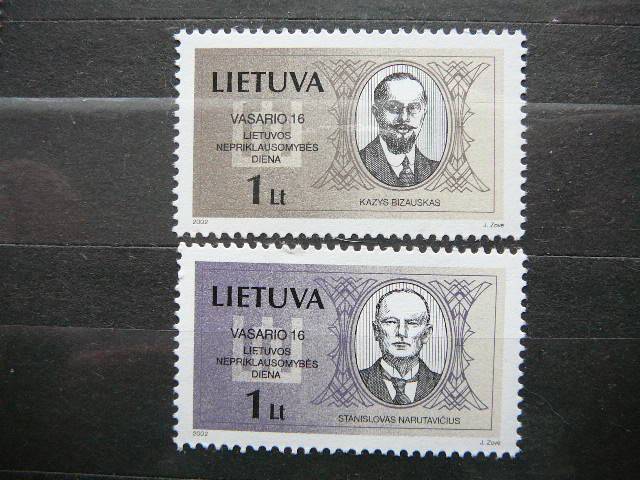 LIETUVA
VASARIO 16
LIETUVOS
NEPRIKLAUSOMYBĖS
DIENA
1 Lt
KAZYS BIZAUSKAS
2002
J. Zovė
LIETUVA
VASARIO 16
LIETUVOS
NEPRIKLAUSOMYBĖS
DIENA
1 Lt
STANISLOVAS NARUTAVIČIUS
2002
J. Zovė